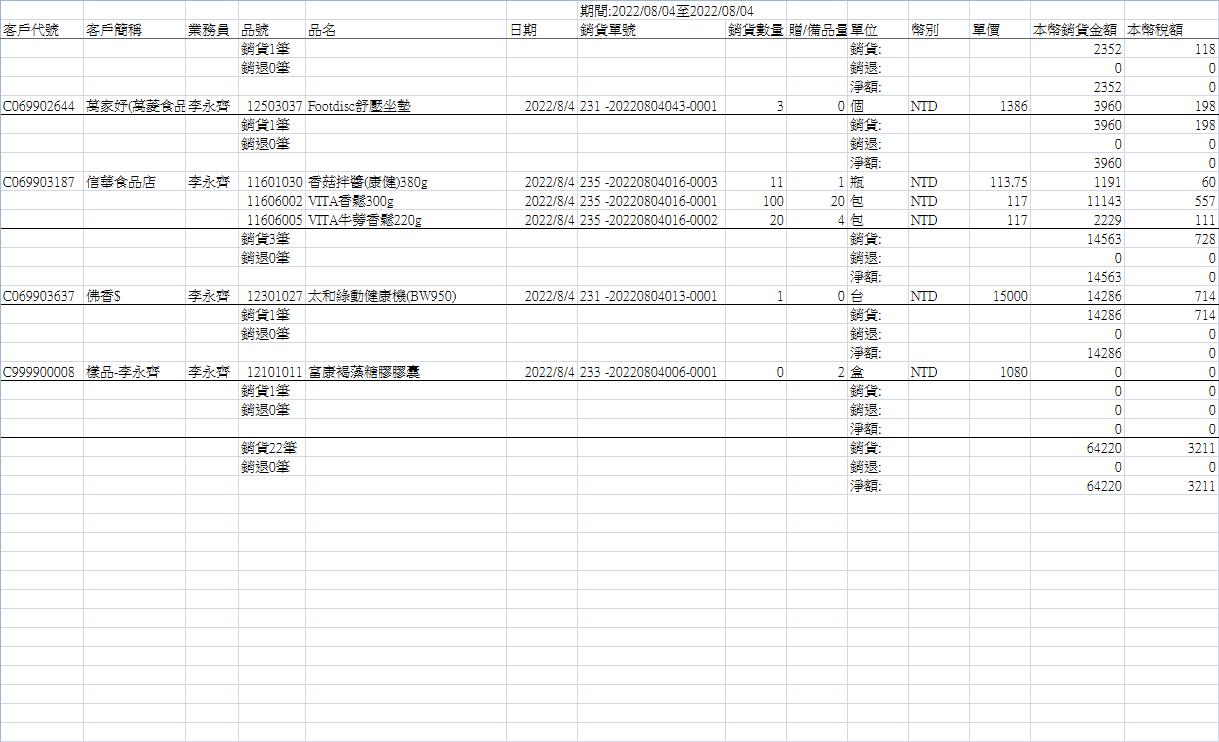 期間:2022/08/04至2022/08/04
客戶代號 客戶簡稱 業務員 品號 品名 日期 銷貨單號 銷貨數量 贈/備品量 單位 幣別 單價 本幣銷貨金額 本幣稅額
銷貨1筆 銷貨: 2352 118
銷退0筆 銷退: 0 0
淨額: 2352 0
C069902644 萬家妤(萬菱食品 李永齊 12503037 Footdisc舒壓坐墊 2022/8/4 231 -20220804043-0001 3 0 個 NTD 1386 3960 198
銷貨1筆 銷貨: 3960 198
銷退0筆 銷退: 0 0
淨額: 3960 0
C069903187 信華食品店 李永齊 11601030 香菇拌醬(康健)380g 2022/8/4 235 -20220804016-0003 11 1 瓶 NTD 113.75 1191 60
11606002 VITA香鬆300g 2022/8/4 235 -20220804016-0001 100 20 包 NTD 117 11143 557
11606005 VITA牛蒡香鬆220g 2022/8/4 235 -20220804016-0002 20 4 包 NTD 117 2229 111
銷貨3筆 銷貨: 14563 728
銷退0筆 銷退: 0 0
淨額: 14563 0
C069903637 佛香$ 李永齊 12301027 太和綠動健康機(BW950) 2022/8/4 231 -20220804013-0001 1 0 台 NTD 15000 14286 714
銷貨1筆 銷貨: 14286 714
銷退0筆 銷退: 0 0
淨額: 14286 0
C999900008 樣品-李永齊 李永齊 12101011 富康褐藻糖膠膠囊 2022/8/4 233 -20220804006-0001 0 2 盒 NTD 1080 0 0
銷貨1筆 銷貨: 0 0
銷退0筆 銷退: 0 0
淨額: 0 0
銷貨22筆 銷貨: 64220 3211
銷退0筆 銷退: 0 0
淨額: 64220 3211